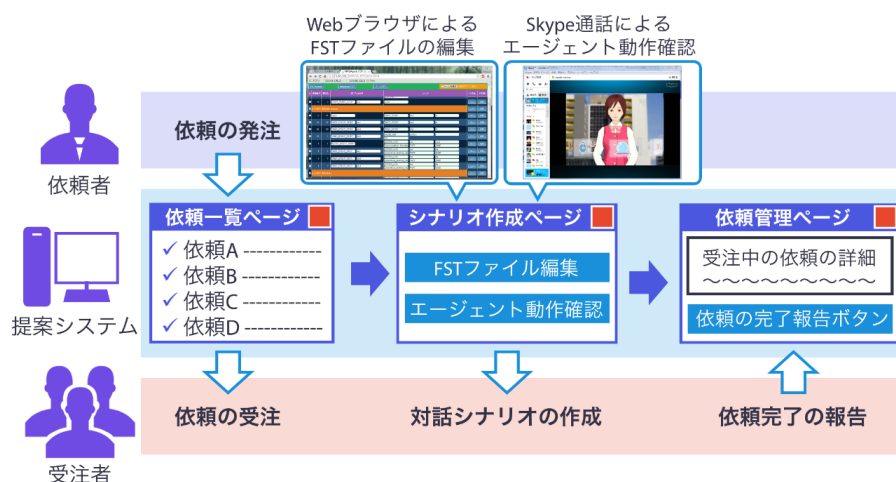 Webブラウザによる
FSTファイルの編集
Skype通話による
エージェント動作確認
依頼の発注
依頼者
依頼一覧ページ
✓ 依頼A ------------
✓ 依頼B ------------
✓ 依頼C ------------
✓ 依頼D ------------
シナリオ作成ページ
FSTファイル編集
エージェント動作確認
依頼管理ページ
受注中の依頼の詳細
〜〜〜〜〜〜〜〜〜
依頼の完了報告ボタン
提案システム
依頼の受注
対話シナリオの作成
依頼完了の報告
受注者